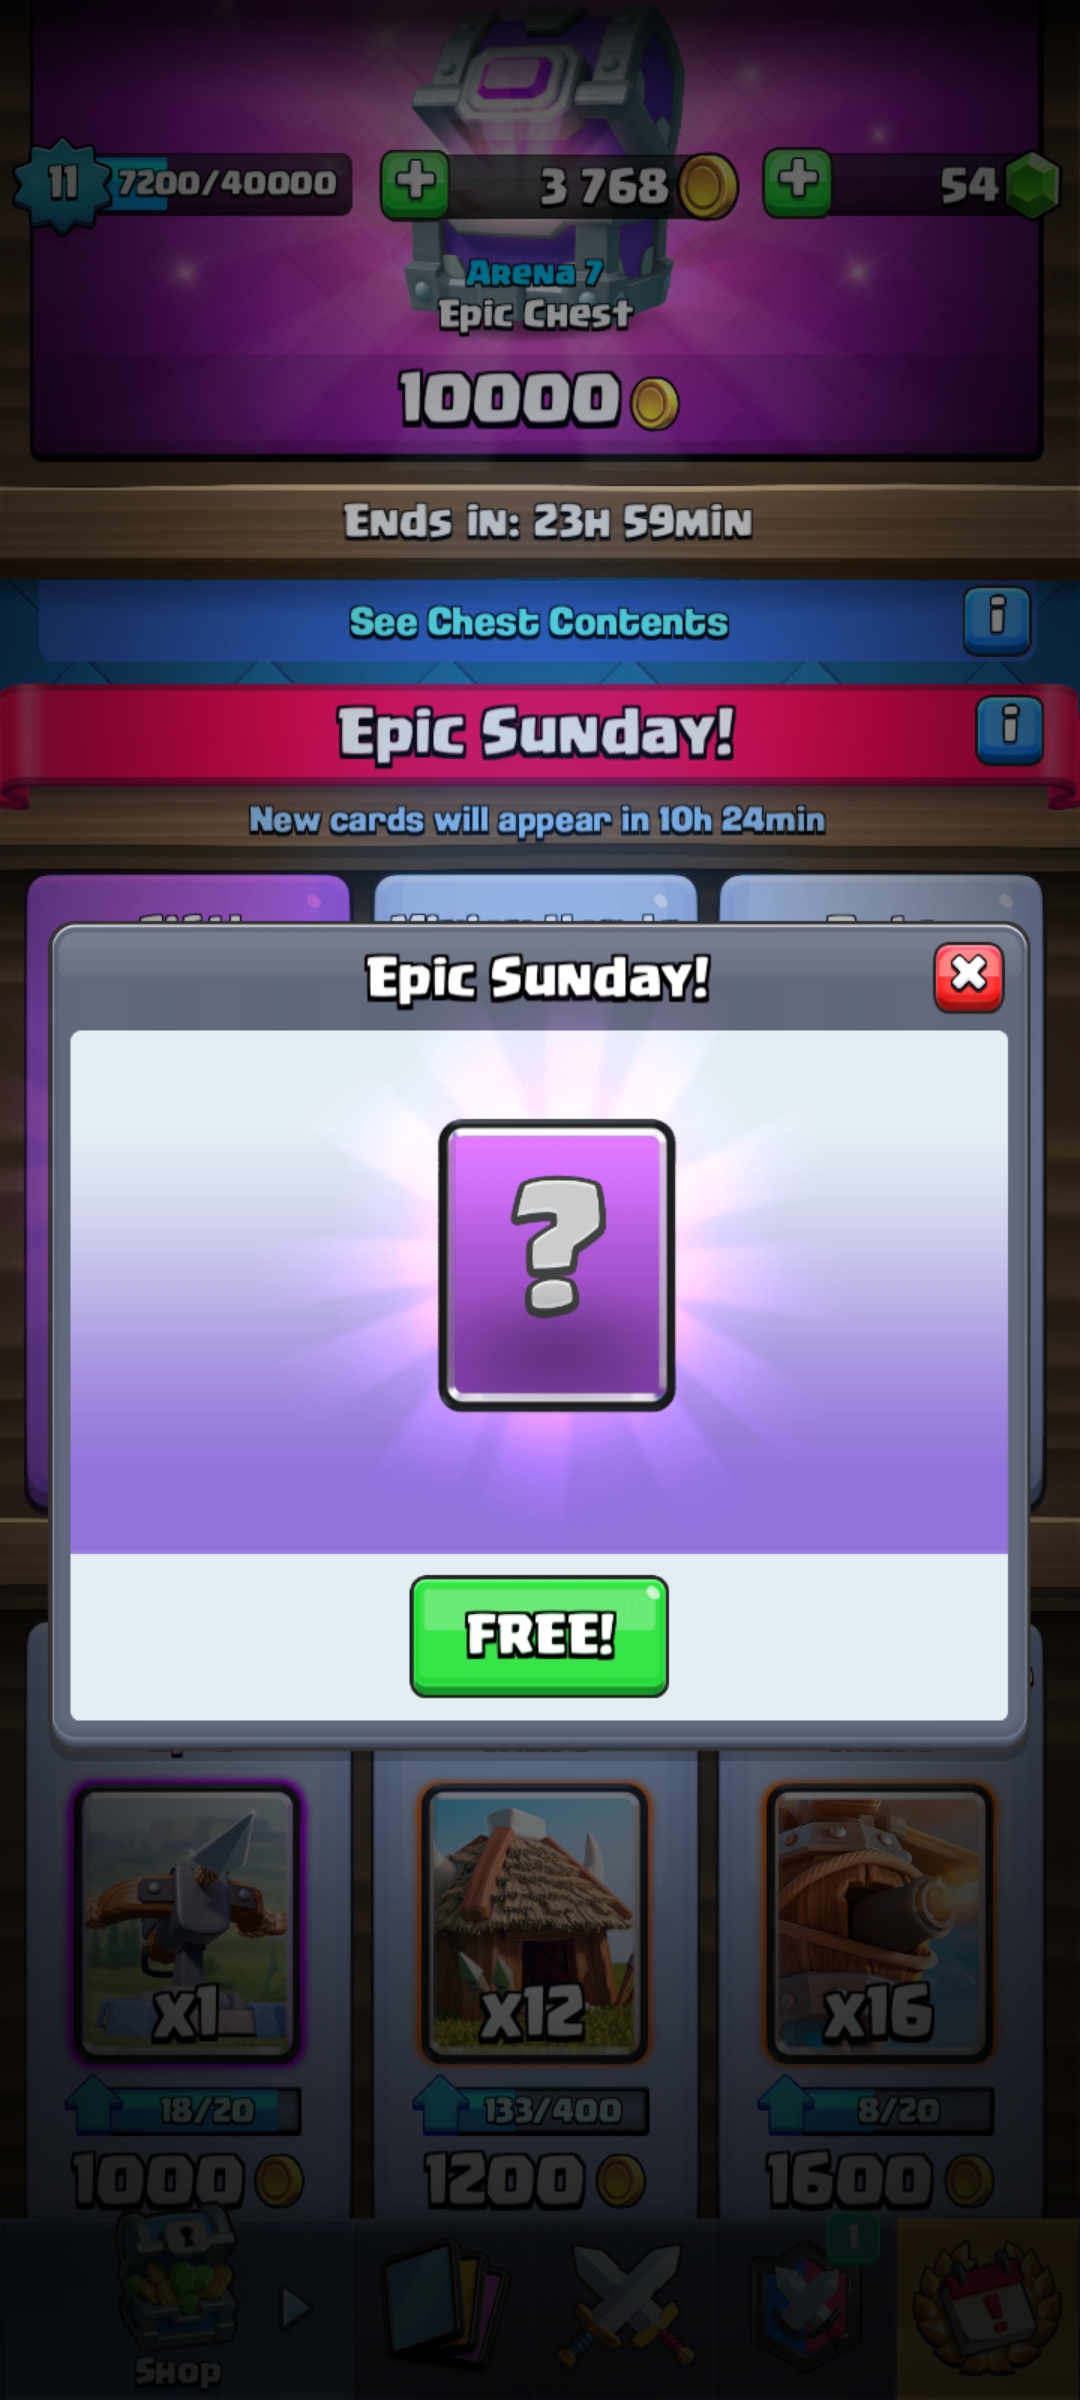 11
7200/40000
3 768
54
Arena 7
Epic Chest
10000
Ends in: 23h 59min
See Chest Contents
i
Epic Sunday!
i
New cards will appear in 10h 24min
Epic Sunday!
?
FREE!
x1
x12
x16
18/20
133/400
8/20
1000
1200
1600
1
Shop